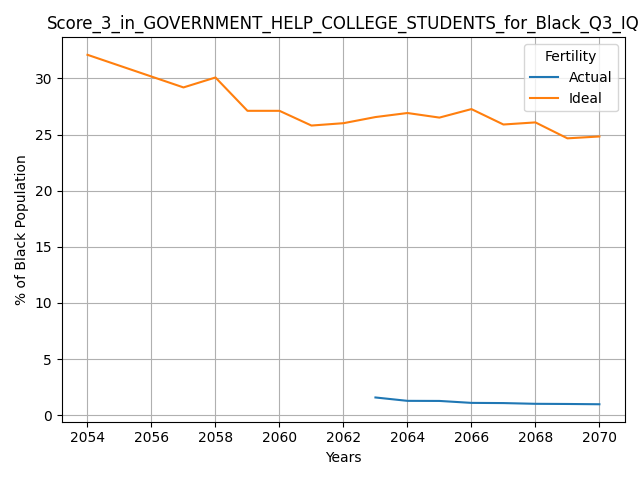 Score_3_in_GOVERNMENT_HELP_COLLEGE_STUDENTS_for_Black_Q3_IQ
Fertility
Actual
Ideal
% of Black Population
30
25
20
15
10
5
0
2054 2056 2058 2060 2062 2064 2066 2068 2070
Years